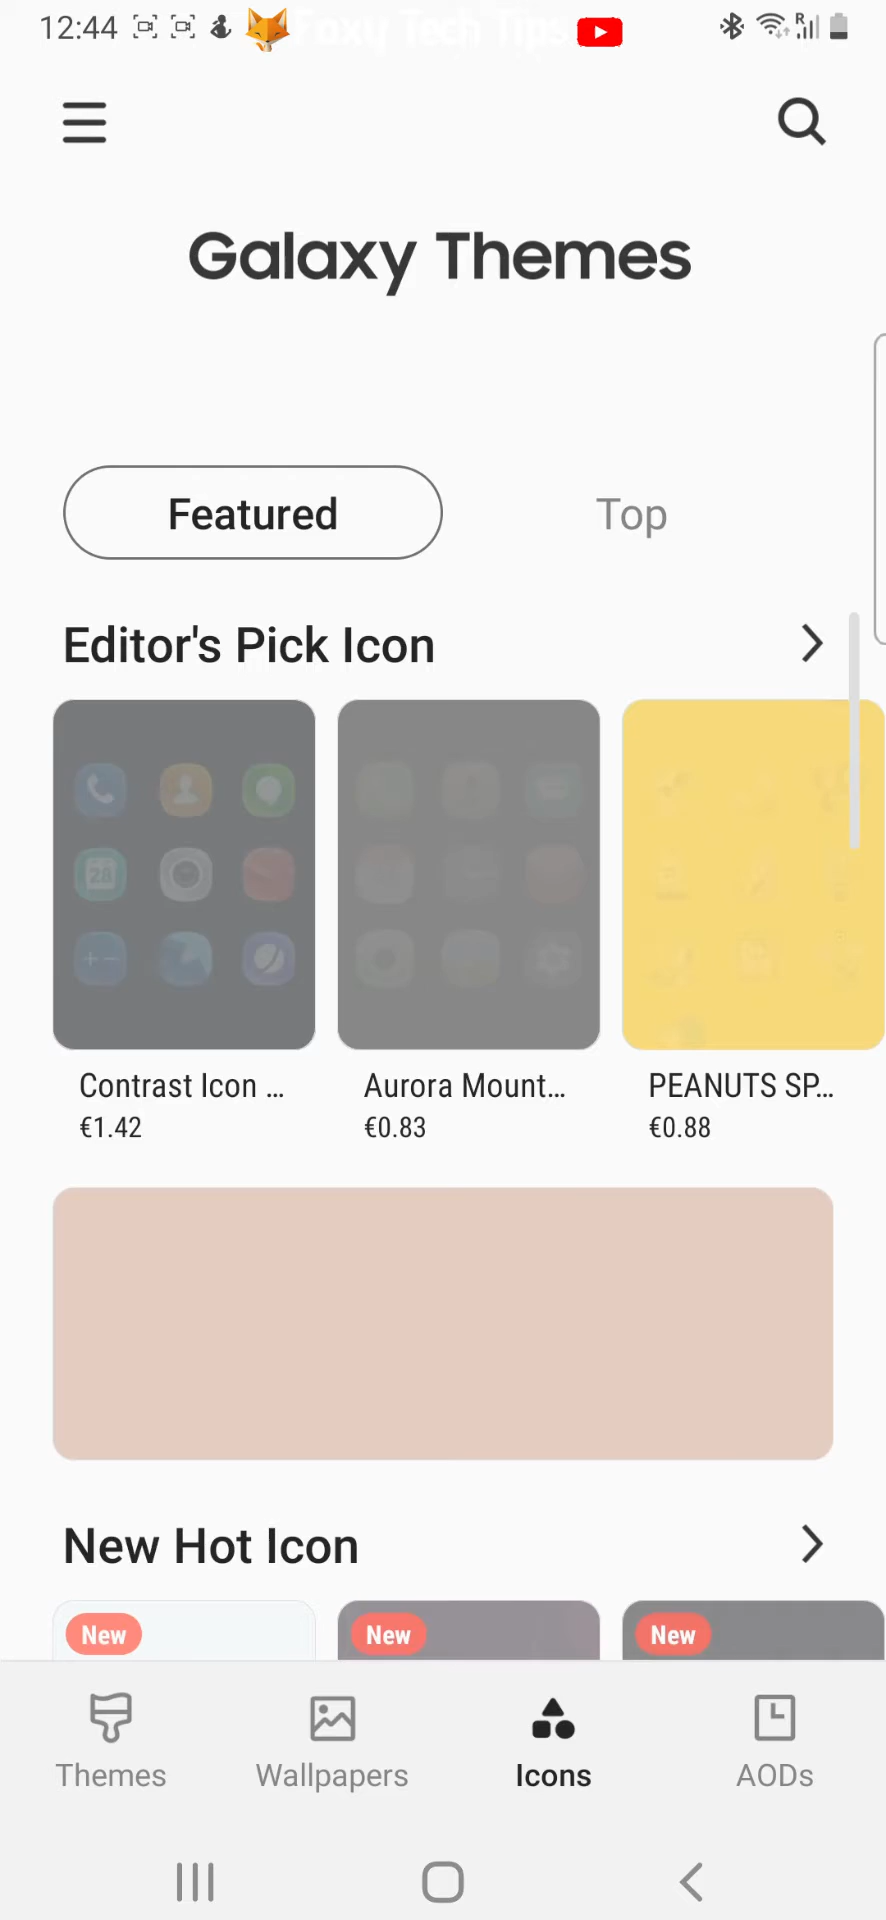 12:44 Foxy Tech Tips R
Galaxy Themes
Featured Top
Editor's Pick Icon
28
Contrast Icon ... Aurora Mount... PEANUTS SP...
€1.42 €0.83 €0.88
New Hot Icon
New New New
Themes Wallpapers Icons AODs